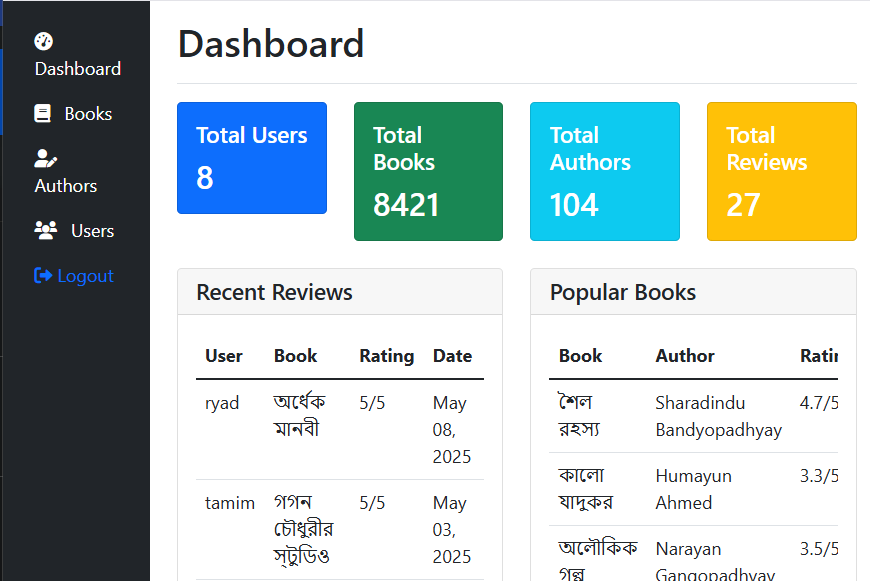 Dashboard
Books
Authors
Users
Logout
Dashboard
Total Users
8
Total
Books
8421
Total
Authors
104
Total
Reviews
27
Recent Reviews
User Book Rating Date
ryad অর্ধেক 5/5 May
মানবী 08,
2025
tamim গগন 5/5 May
চৌধুরীর 03,
স্টুডিও 2025
Popular Books
Book Author Ratin
শৈল Sharadindu 4.7/5
রহস্য Bandyopadhyay
কালো Humayun 3.3/5
যাদুকর Ahmed
অলৌকিক Narayan 3.5/5
গল্প Gangopadhyay